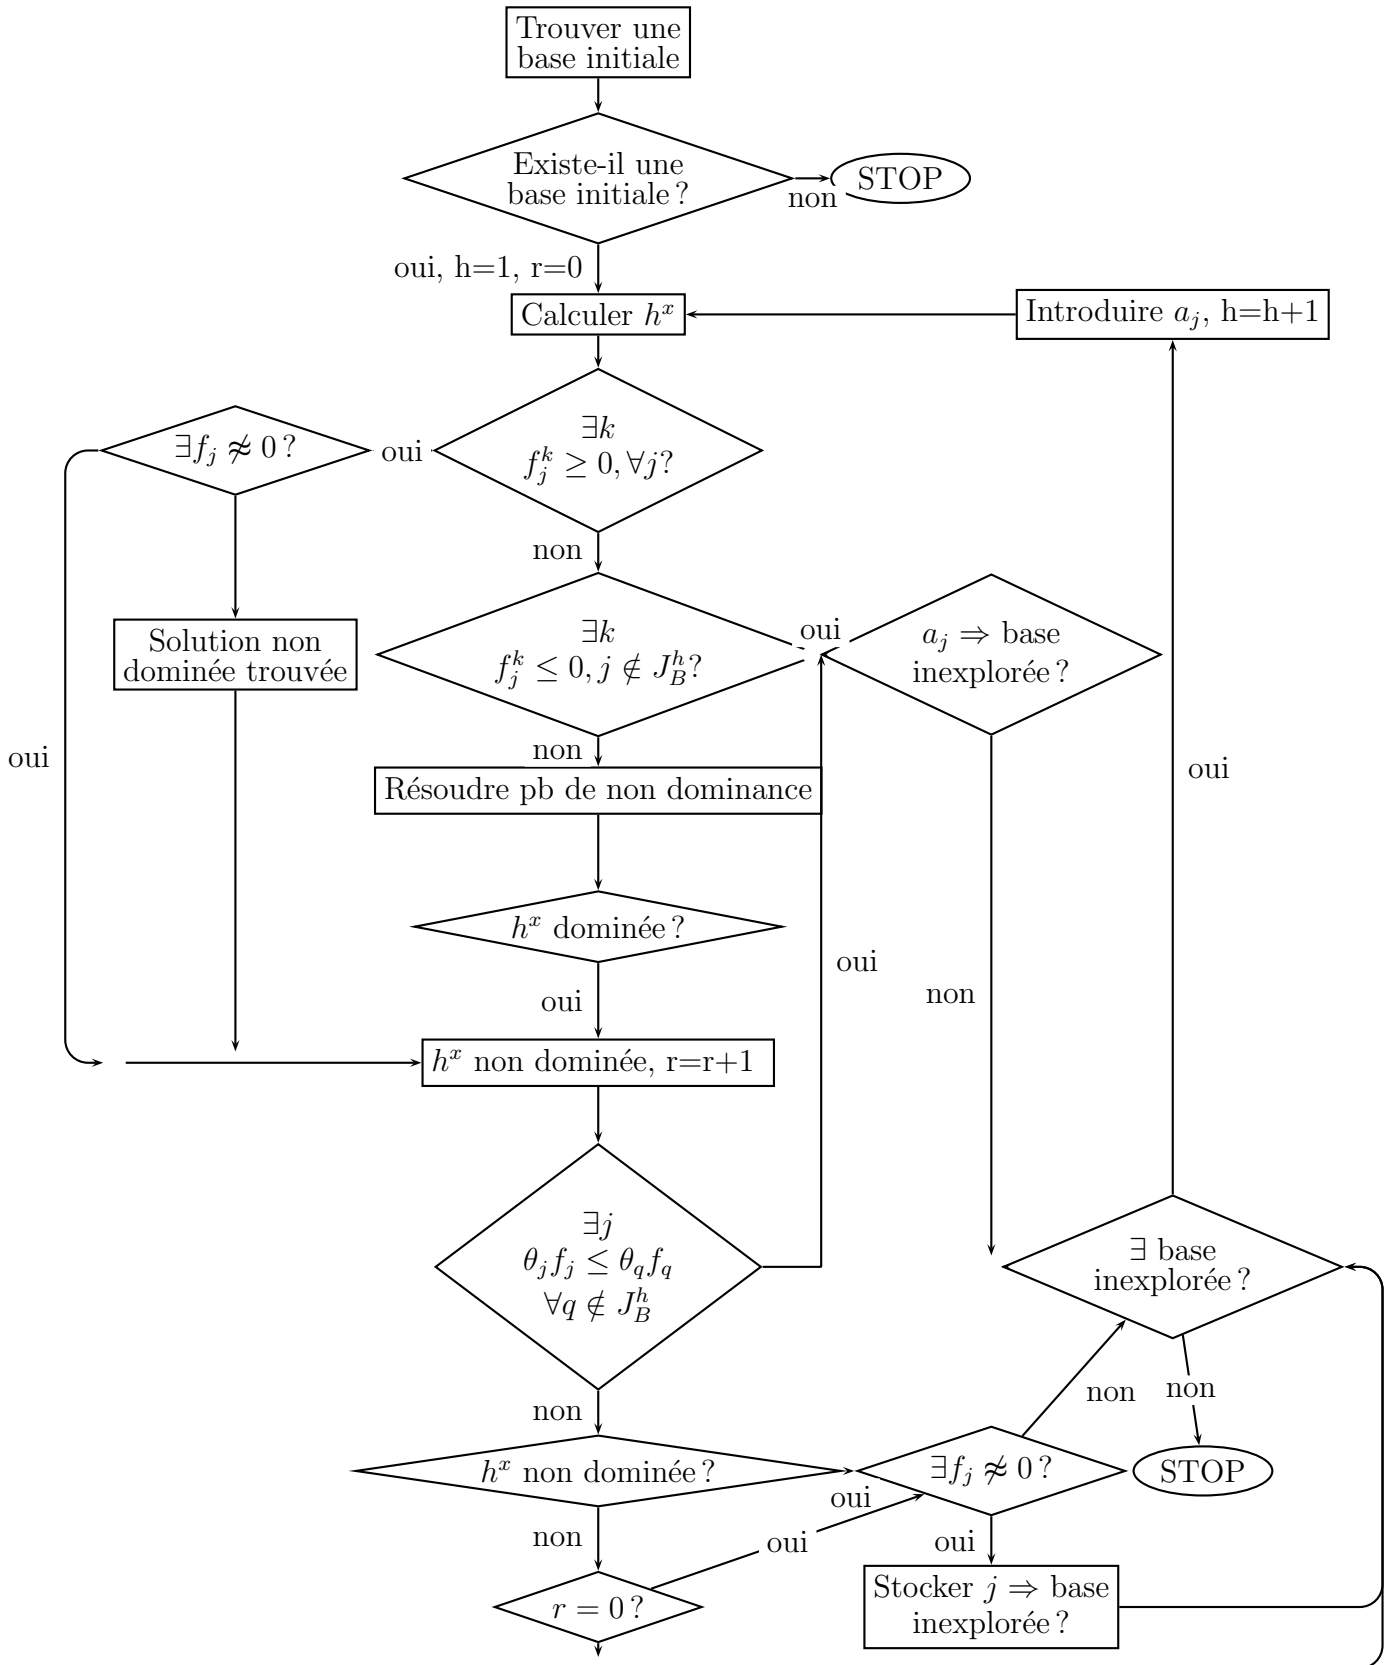 Trouver une
base initiale
Existe-il une
base initiale ?
STOP
non
oui, h=1, r=0
Calculer $h^x$
Introduire $a_j$, h=h+1
∃k
$f_j^k ≥ 0, ∀j?$
oui
∃$f_j$ ≉ 0 ?
non
∃k
$f_j^k ≤ 0, j ∉ J_B^h?$
oui
$a_j$ ⇒ base
inexplorée ?
Solution non
dominée trouvée
oui
non
oui
Résoudre pb de non dominance
$h^x$ dominée ?
oui
non
oui
$h^x$ non dominée, r=r+1
∃j
$θ_j f_j ≤ θ_q f_q$
$∀q ∉ J_B^h$
∃ base
inexplorée ?
non
non
non
$h^x$ non dominée ?
oui
∃$f_j$ ≉ 0 ?
STOP
non
oui
oui
r = 0 ?
Stocker j ⇒ base
inexplorée ?